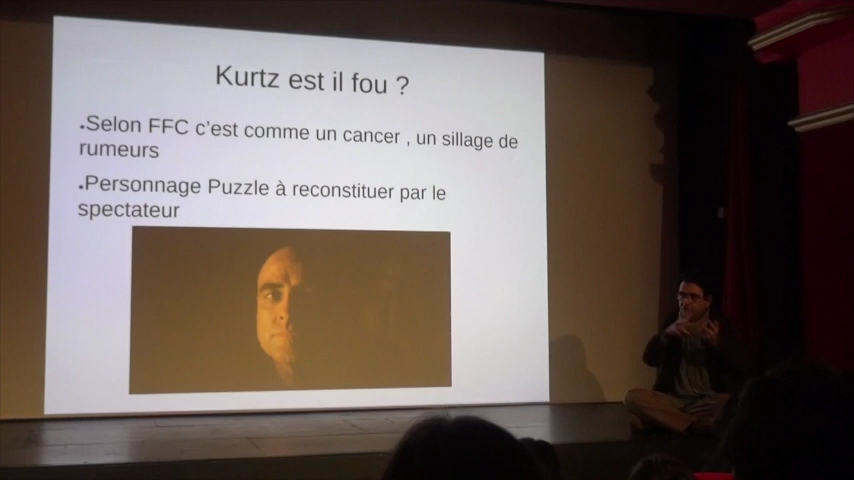 Kurtz est il fou ?
.Selon FFC c'est comme un cancer , un sillage de
rumeurs
.Personnage Puzzle à reconstituer par le
spectateur